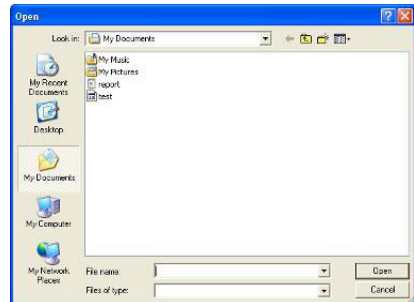 Open
Look in:
My Documents
My Music
My Pictures
report
test
My Recent
Documents
Desktop
My Documents
My Computer
My Network
Places
File name:
Open
Files of type:
Cancel